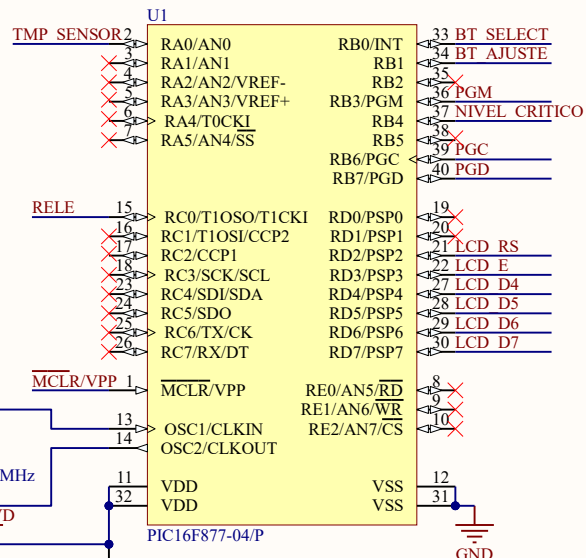 U1
TMP_SENSOR 2 RA0/AN0 RB0/INT 33 BT_SELECT
3 RA1/AN1 RB1 34 BT_AJUSTE
4 RA2/AN2/VREF- RB2 35
5 RA3/AN3/VREF+ RB3/PGM 36 PGM
6 RA4/T0CKI RB4 37 NIVEL_CRITICO
7 RA5/AN4/SS RB5 38
RB6/PGC 39 PGC
RB7/PGD 40 PGD
RELE 15 RC0/T1OSO/T1CKI RD0/PSP0 19
16 RC1/T1OSI/CCP2 RD1/PSP1 20
17 RC2/CCP1 RD2/PSP2 21 LCD_RS
18 RC3/SCK/SCL RD3/PSP3 22 LCD_E
23 RC4/SDI/SDA RD4/PSP4 27 LCD_D4
24 RC5/SDO RD5/PSP5 28 LCD_D5
25 RC6/TX/CK RD6/PSP6 29 LCD_D6
26 RC7/RX/DT RD7/PSP7 30 LCD_D7
MCLR/VPP 1 MCLR/VPP RE0/AN5/RD 8
RE1/AN6/WR 9
13 OSC1/CLKIN RE2/AN7/CS 10
14 OSC2/CLKOUT
MHz
11 VDD VSS 12
32 VDD VSS 31
PIC16F877-04/P
GND